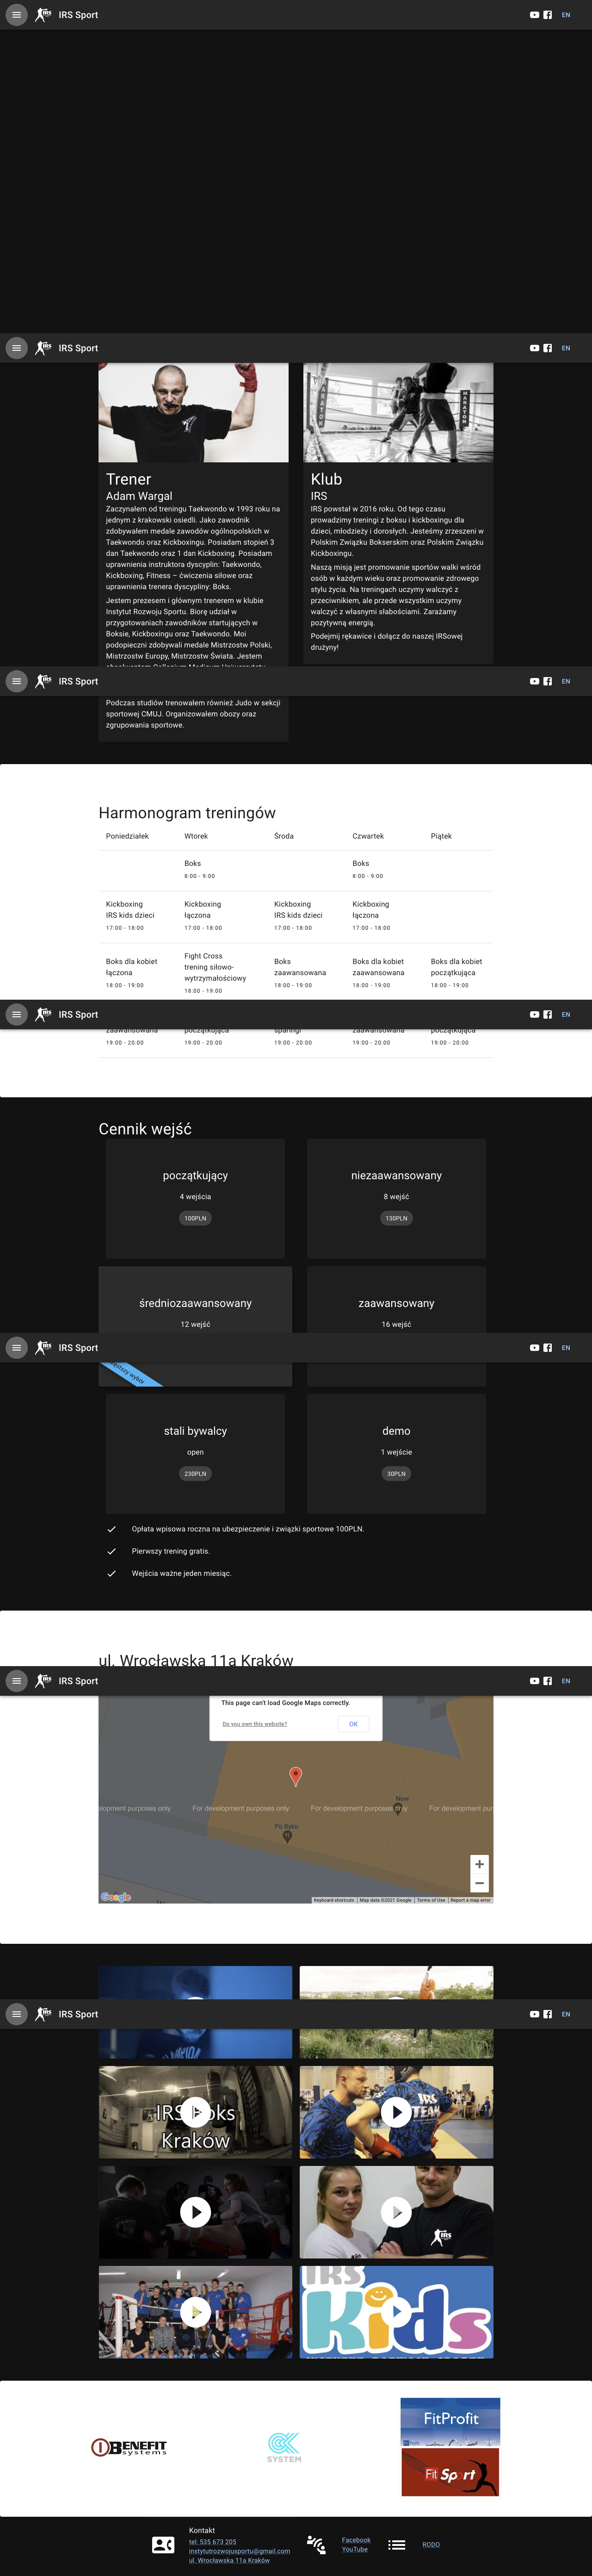 IRS Sport
EN
IRS Sport
EN
Trener
Adam Wargal
Zaczynałem od treningu Taekwondo w 1993 roku na
jednym z krakowski osiedli. Jako zawodnik
zdobywałem medale zawodów ogólnopolskich w
Taekwondo oraz Kickboxingu. Posiadam stopień 3
dan Taekwondo oraz 1 dan Kickboxing. Posiadam
uprawnienia instruktora dyscyplin: Taekwondo,
Kickboxing, Fitness – ćwiczenia siłowe oraz
uprawnienia trenera dyscypliny: Boks.
Jestem prezesem i głównym trenerem w klubie
Instytut Rozwoju Sportu. Biorę udział w
przygotowaniach zawodników startujących w
Boksie, Kickboxingu oraz Taekwondo. Moi
podopieczni zdobywali medale Mistrzostw Polski,
Mistrzostw Europy, Mistrzostw Świata. Jestem
absolwentem Collegium Medicum Uniwersytetu
Klub
IRS
IRS powstał w 2016 roku. Od tego czasu
prowadzimy treningi z boksu i kickboxingu dla
dzieci, młodzieży i dorosłych. Jesteśmy zrzeszeni w
Polskim Związku Bokserskim oraz Polskim Związku
Kickboxingu.
Naszą misją jest promowanie sportów walki wśród
osób w każdym wieku oraz promowanie zdrowego
stylu życia. Na treningach uczymy walczyć z
przeciwnikiem, ale przede wszystkim uczymy
walczyć z własnymi słabościami. Zarażamy
pozytywną energią.
Podejmij rękawice i dołącz do naszej IRSowej
drużyny!
IRS Sport
EN
Podczas studiów trenowałem również Judo w sekcji
sportowej CMUJ. Organizowałem obozy oraz
zgrupowania sportowe.
Harmonogram treningów
Poniedziałek Wtorek Środa Czwartek Piątek
Boks Boks
8:00 - 9:00 8:00 - 9:00
Kickboxing Kickboxing Kickboxing Kickboxing
IRS kids dzieci łączona IRS kids dzieci łączona
17:00 - 18:00 17:00 - 18:00 17:00 - 18:00 17:00 - 18:00
Fight Cross
Boks dla kobiet trening siłowo- Boks Boks dla kobiet Boks dla kobiet
łączona wytrzymałościowy zaawansowana zaawansowana początkująca
18:00 - 19:00 18:00 - 19:00 18:00 - 19:00 18:00 - 19:00 18:00 - 19:00
IRS Sport
EN
zaawansowana początkująca sparingi zaawansowana początkująca
19:00 - 20:00 19:00 - 20:00 19:00 - 20:00 19:00 - 20:00 19:00 - 20:00
Cennik wejść
początkujący
4 wejścia
100PLN
niezaawansowany
8 wejść
130PLN
średniozaawansowany
12 wejść
zaawansowany
16 wejść
IRS Sport
EN
wybór
stali bywalcy
open
230PLN
demo
1 wejście
30PLN
Opłata wpisowa roczna na ubezpieczenie i związki sportowe 100PLN.
Pierwszy trening gratis.
Wejścia ważne jeden miesiąc.
ul. Wrocławska 11a Kraków
IRS Sport
EN
This page can't load Google Maps correctly.
Do you own this website?
OK
For development purposes only
For development purposes only
Now
Po Byku
Google
Keyboard shortcuts
Map data ©2021 Google
Terms of Use
Report a map error
IRS Sport
EN
IRS Boks
Kraków
IRS
TEAM
IRS
IRS
Kids
BENEFIT
systems
OK
SYSTEM
FitProfit
FitSport
Kontakt
tel: 535 673 205
instytutrozwojusportu@gmail.com
ul. Wrocławska 11a Kraków
Facebook
YouTube
RODO